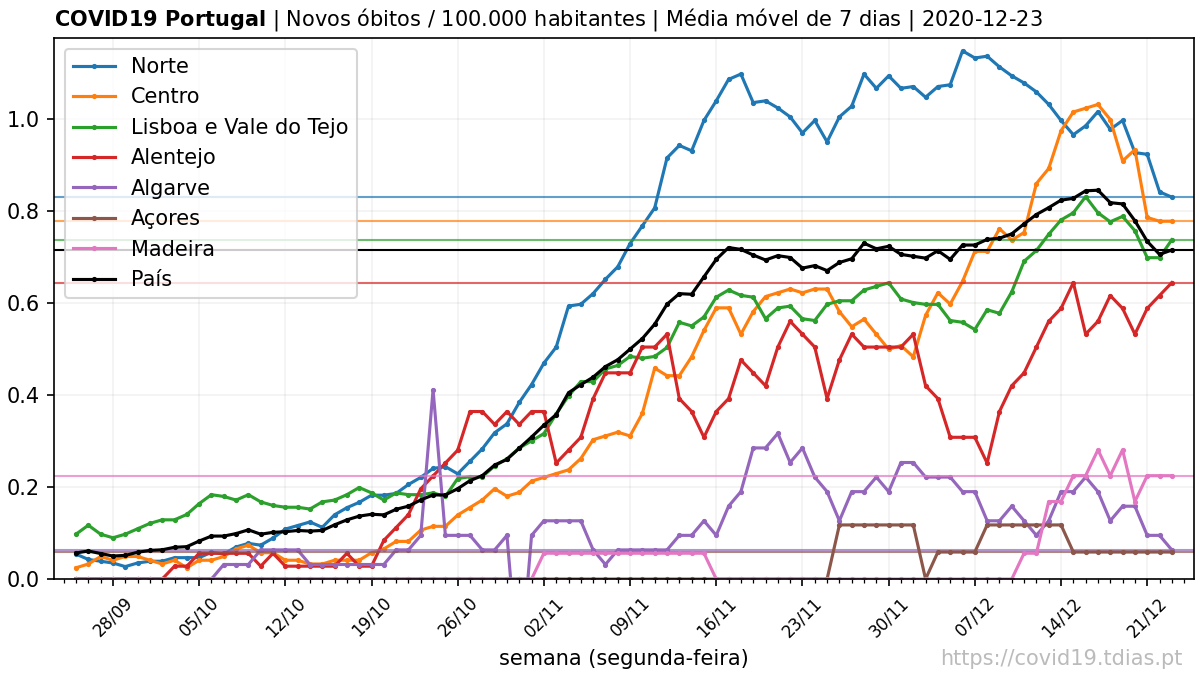 COVID19 Portugal | Novos óbitos / 100.000 habitantes | Média móvel de 7 dias | 2020-12-23
Norte
Centro
Lisboa e Vale do Tejo
Alentejo
Algarve
Açores
Madeira
País
1.0
0.8
0.6
0.4
0.2
0.0
28/09
05/10
12/10
19/10
26/10
02/11
09/11
16/11
23/11
30/11
07/12
14/12
21/12
semana (segunda-feira)
https://covid19.tdias.pt